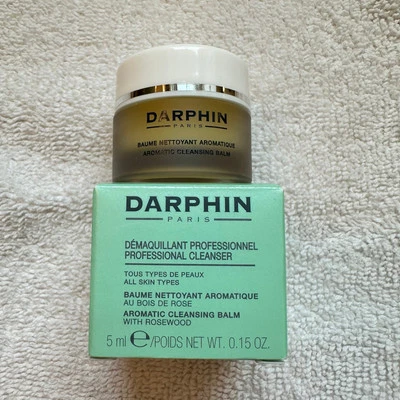 DARPHIN
PARIS
BAUME NETTOYANT AROMATIQUE
AROMATIC CLEANSING BALM
DARPHIN
PARIS
DÉMAQUILLANT PROFESSIONNEL
PROFESSIONAL CLEANSER
TOUS TYPES DE PEAUX
ALL SKIN TYPES
BAUME NETTOYANT AROMATIQUE
AU BOIS DE ROSE
AROMATIC CLEANSING BALM
WITH ROSEWOOD
5 ml ℮/POIDS NET WT. 0.15 OZ.